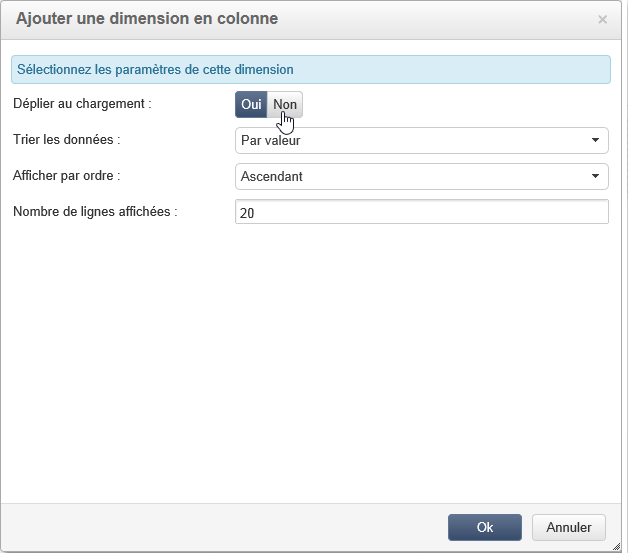 Ajouter une dimension en colonne ×
Sélectionnez les paramètres de cette dimension
Déplier au chargement : Oui Non
Trier les données : Par valeur
Afficher par ordre : Ascendant
Nombre de lignes affichées : 20
Ok Annuler